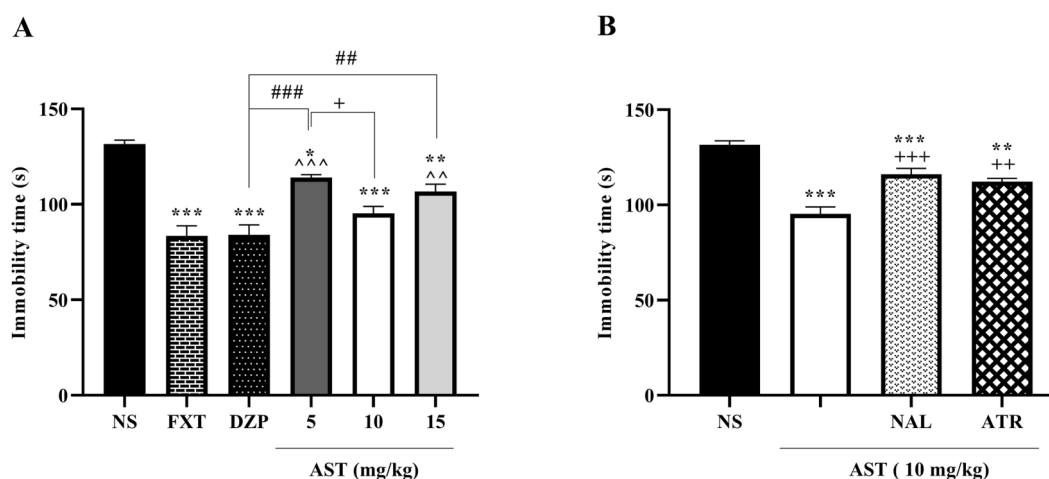 A
Immobility time (s)
150
100
50
0
##
###
+
*
^^^
**
^^
***
***
***
NS FXT DZP 5 10 15
AST (mg/kg)
B
Immobility time (s)
150
100
50
0
***
***
+++
**
++
NS NAL ATR
AST ( 10 mg/kg)